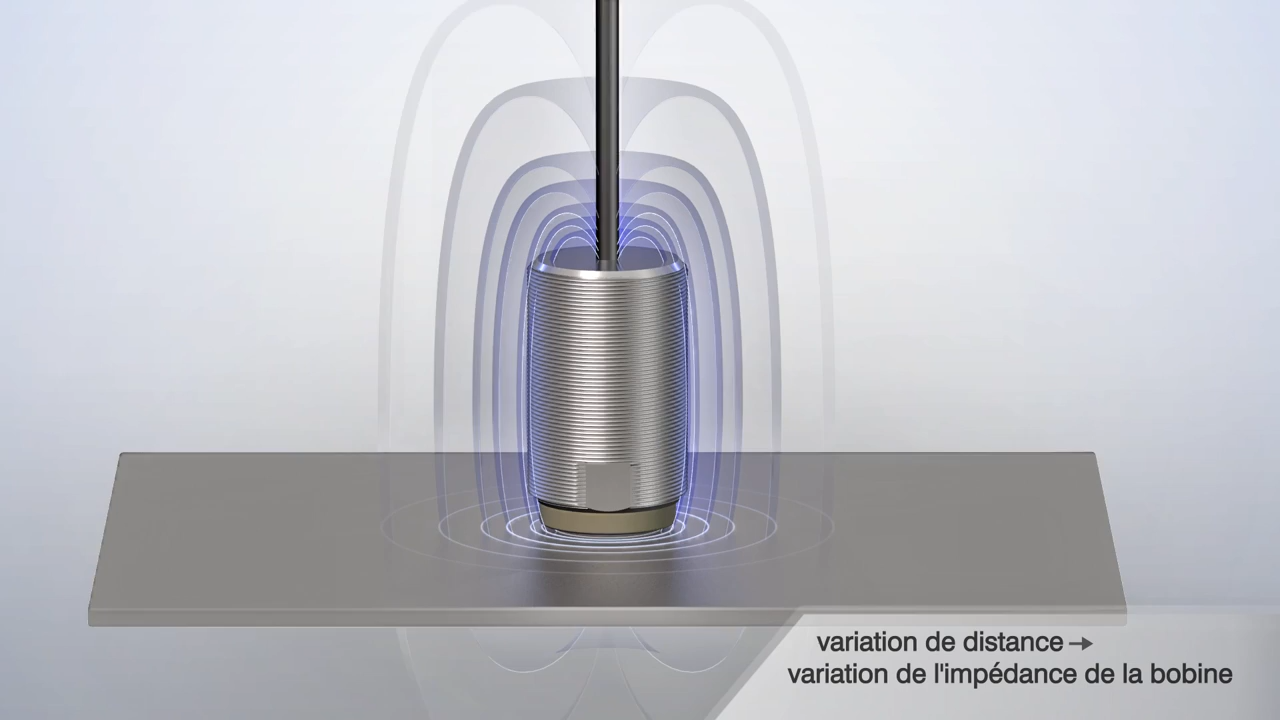 variation de distance →
variation de l'impédance de la bobine